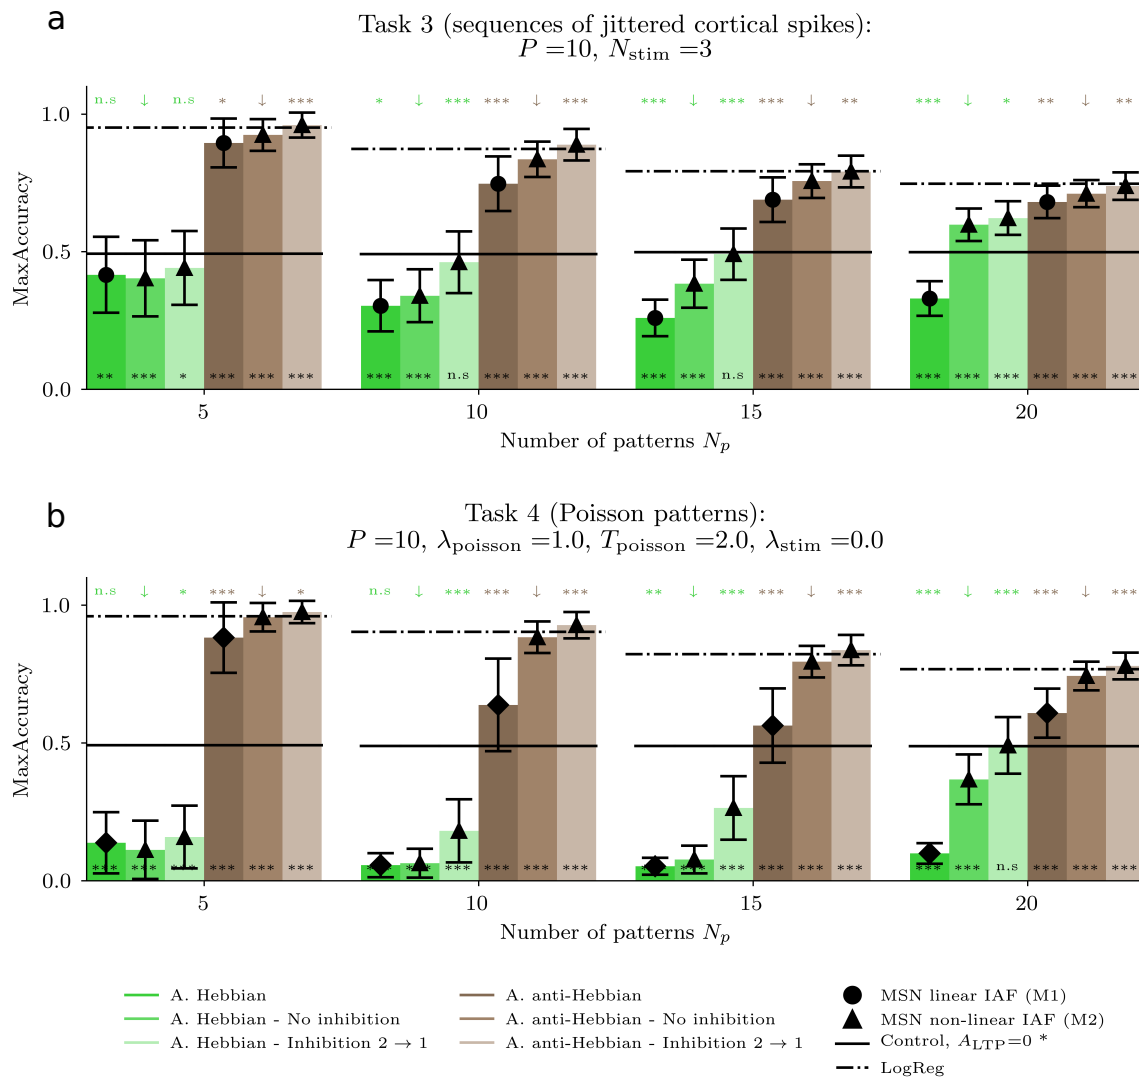 a
Task 3 (sequences of jittered cortical spikes):
P =10, N_stim =3
n.s ↓ n.s * ↓ *** * ↓ *** *** ↓ *** *** ↓ *** *** ↓ ** *** ↓ * ** ↓ **
1.0
0.5
0.0
MaxAccuracy
** *** * *** *** *** *** *** n.s *** *** *** *** *** n.s *** *** *** *** *** *** *** *** ***
5 10 15 20
Number of patterns N_p
b
Task 4 (Poisson patterns):
P =10, λ_poisson =1.0, T_poisson =2.0, λ_stim =0.0
n.s ↓ * *** ↓ * n.s ↓ *** *** ↓ *** ** ↓ *** *** ↓ *** *** ↓ *** *** ↓ ***
1.0
0.5
0.0
MaxAccuracy
*** *** *** *** *** *** *** *** *** *** *** *** *** *** *** *** *** *** *** *** n.s *** *** ***
5 10 15 20
Number of patterns N_p
A. Hebbian
A. Hebbian - No inhibition
A. Hebbian - Inhibition 2 → 1
A. anti-Hebbian
A. anti-Hebbian - No inhibition
A. anti-Hebbian - Inhibition 2 → 1
MSN linear IAF (M1)
MSN non-linear IAF (M2)
Control, A_LTP=0 *
LogReg